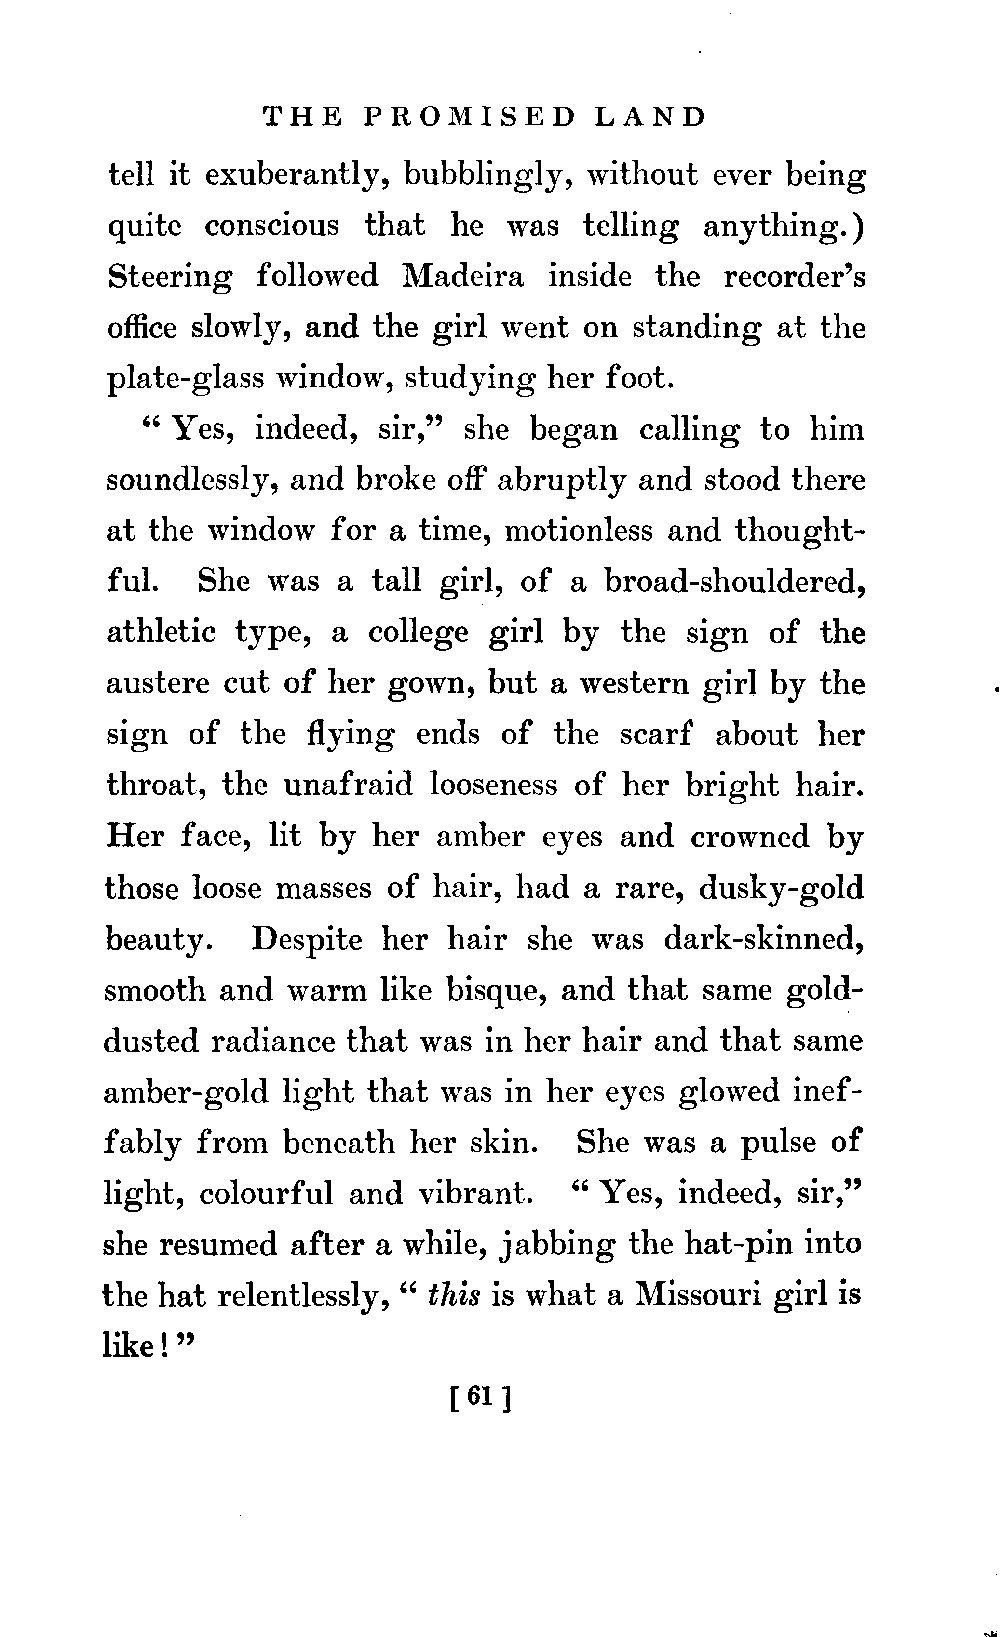 THE PROMISED LAND
tell it exuberantly, bubblingly, without ever being
quite conscious that he was telling anything.)
Steering followed Madeira inside the recorder's
office slowly, and the girl went on standing at the
plate-glass window, studying her foot.
“ Yes, indeed, sir,” she began calling to him
soundlessly, and broke off abruptly and stood there
at the window for a time, motionless and thought-
ful. She was a tall girl, of a broad-shouldered,
athletic type, a college girl by the sign of the
austere cut of her gown, but a western girl by the
sign of the flying ends of the scarf about her
throat, the unafraid looseness of her bright hair.
Her face, lit by her amber eyes and crowned by
those loose masses of hair, had a rare, dusky-gold
beauty. Despite her hair she was dark-skinned,
smooth and warm like bisque, and that same gold-
dusted radiance that was in her hair and that same
amber-gold light that was in her eyes glowed inef-
fably from beneath her skin. She was a pulse of
light, colourful and vibrant. “ Yes, indeed, sir,”
she resumed after a while, jabbing the hat-pin into
the hat relentlessly, “ this is what a Missouri girl is
like! ”
[ 61 ]